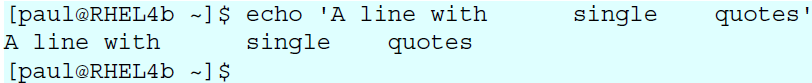 [paul@RHEL4b ~]$ echo 'A line with      single    quotes'
A line with      single    quotes
[paul@RHEL4b ~]$